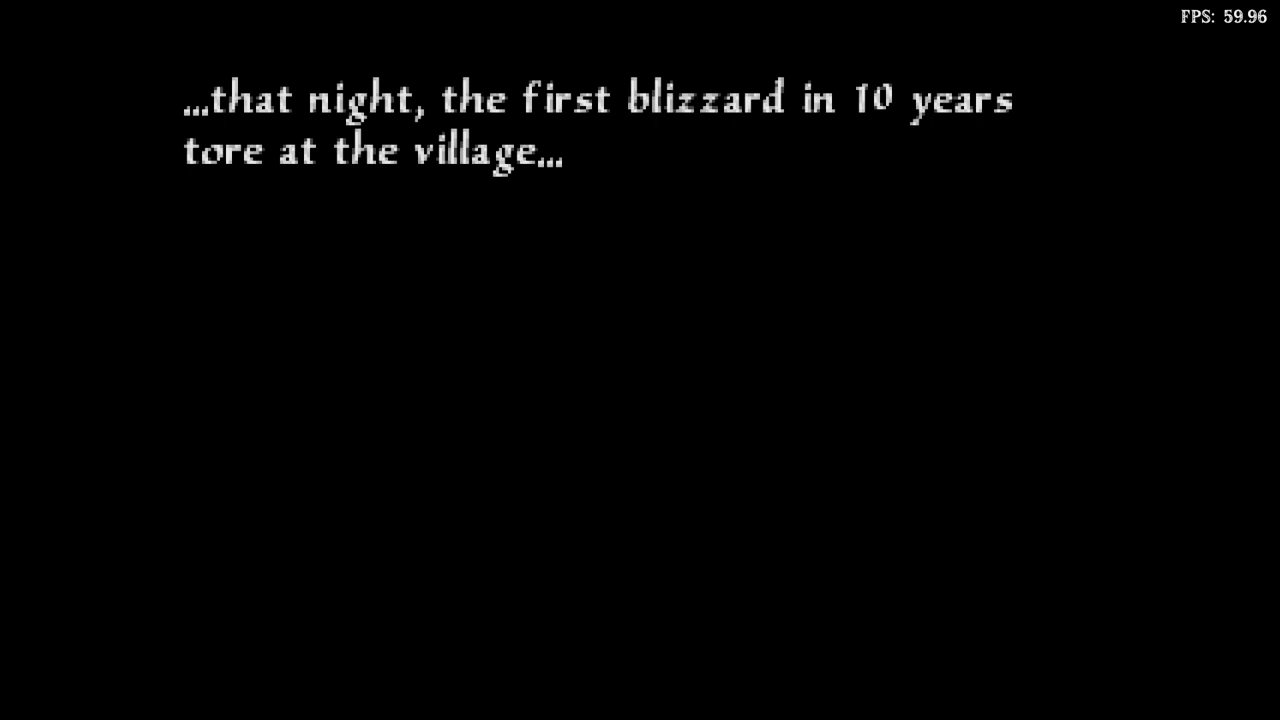 FPS: 59.96
...that night, the first blizzard in 10 years
tore at the village...